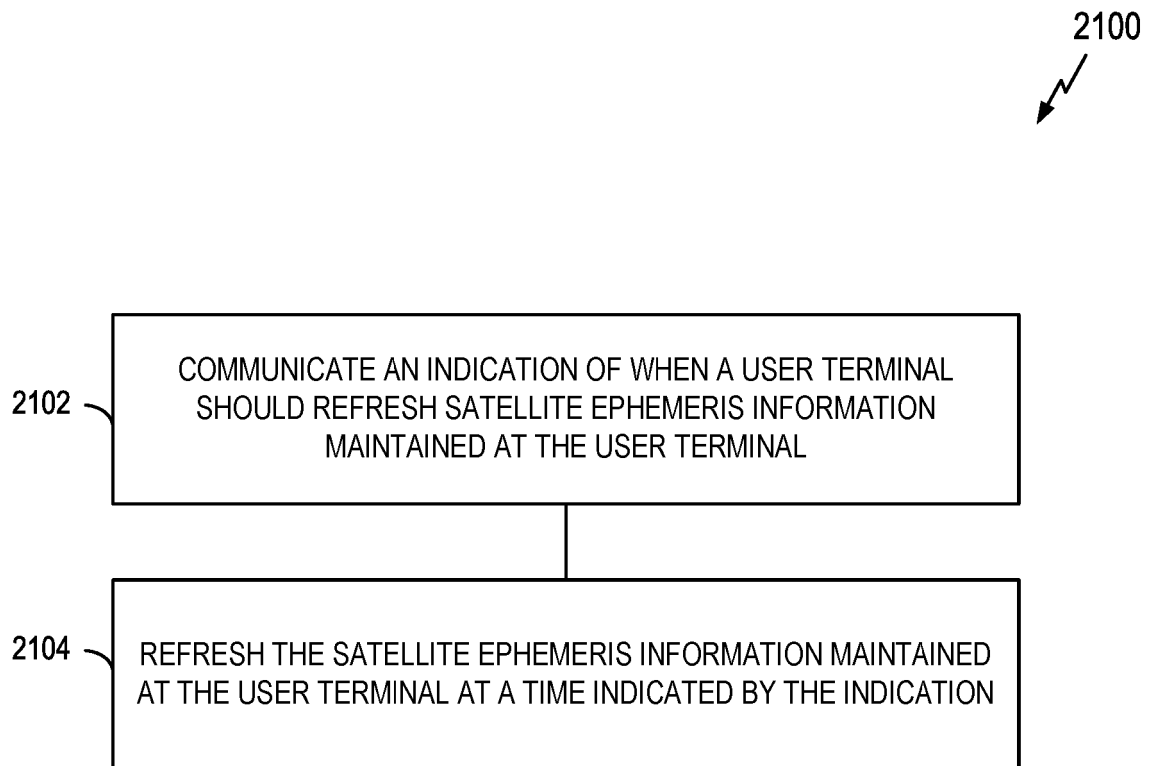 2100
COMMUNICATE AN INDICATION OF WHEN A USER TERMINAL
SHOULD REFRESH SATELLITE EPHEMERIS INFORMATION
MAINTAINED AT THE USER TERMINAL
2102
REFRESH THE SATELLITE EPHEMERIS INFORMATION MAINTAINED
AT THE USER TERMINAL AT A TIME INDICATED BY THE INDICATION
2104